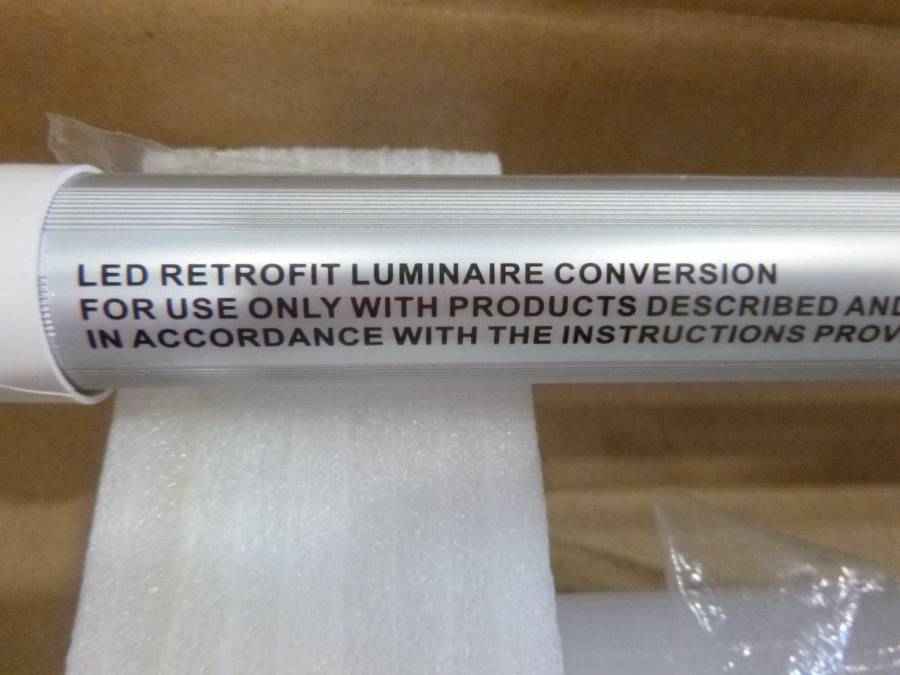 LED RETROFIT LUMINAIRE CONVERSION
FOR USE ONLY WITH PRODUCTS DESCRIBED AND
IN ACCORDANCE WITH THE INSTRUCTIONS PROV